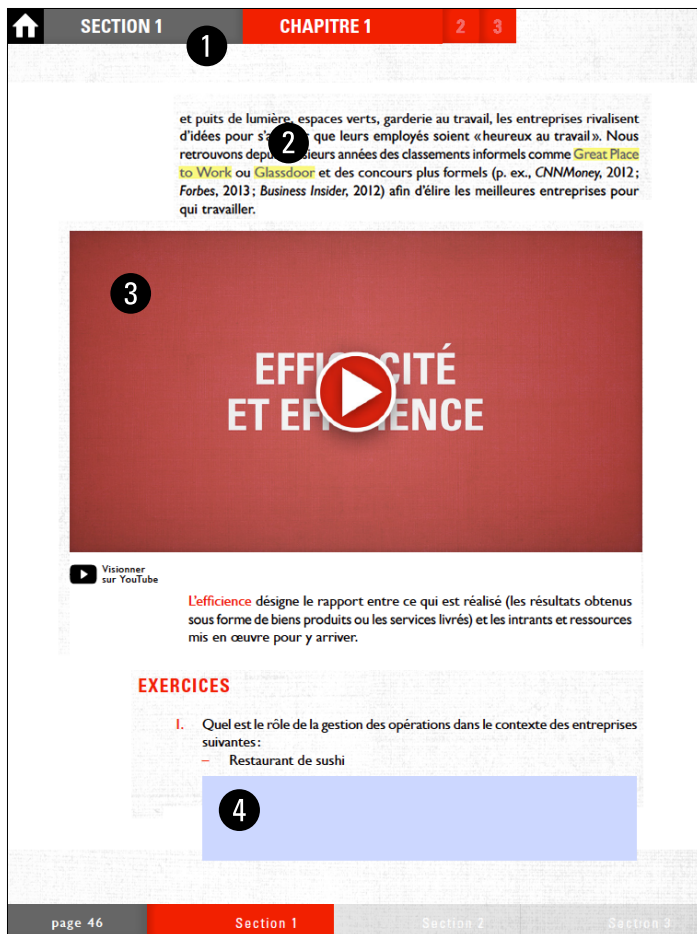 SECTION 1 CHAPITRE 1 2 3
1
et puits de lumière, espaces verts, garderie au travail, les entreprises rivalisent
d'idées pour s'a 2 r que leurs employés soient « heureux au travail ». Nous
retrouvons depu sieurs années des classements informels comme Great Place
to Work ou Glassdoor et des concours plus formels (p. ex., CNNMoney, 2012 ;
Forbes, 2013 ; Business Insider, 2012) afin d'élire les meilleures entreprises pour
qui travailler.
3
EFFI CITÉ
ET EF IENCE
Visionner
sur YouTube
L'efficience désigne le rapport entre ce qui est réalisé (les résultats obtenus
sous forme de biens produits ou les services livrés) et les intrants et ressources
mis en œuvre pour y arriver.
EXERCICES
1. Quel est le rôle de la gestion des opérations dans le contexte des entreprises
suivantes :
– Restaurant de sushi
4
page 46 Section 1 Section 2 Section 3